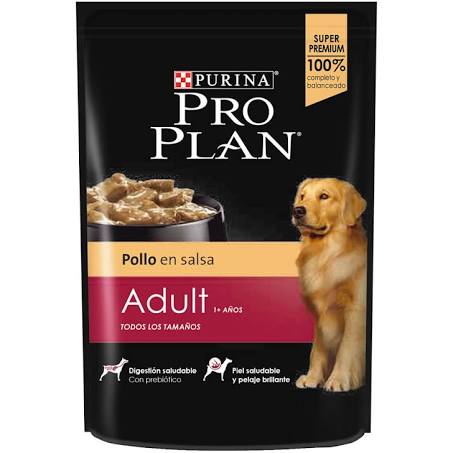 SUPER
PREMIUM
100%
completo y
balanceado
PURINA®
PRO
PLAN®
Pollo en salsa
Adult 1+ AÑOS
TODOS LOS TAMAÑOS
Digestión saludable
Con prebiótico
Piel saludable
y pelaje brillante